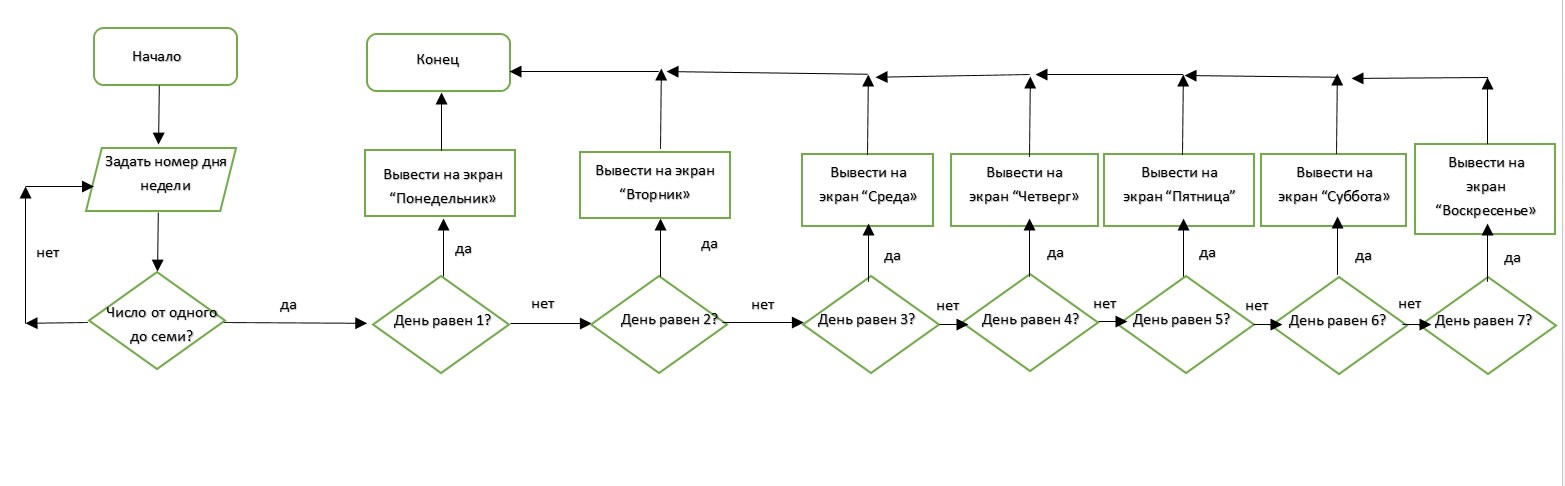 Начало
Задать номер дня
недели
нет
Число от одного
до семи?
да
Конец
Вывести на экран
“Понедельник»
да
День равен 1?
нет
Вывести на экран
“Вторник»
да
День равен 2?
нет
Вывести на
экран “Среда»
да
День равен 3?
нет
Вывести на
экран “Четверг»
да
День равен 4?
нет
Вывести на
экран “Пятница”
да
День равен 5?
нет
Вывести на
экран “Суббота»
да
День равен 6?
нет
Вывести на
экран
“Воскресенье»
да
День равен 7?